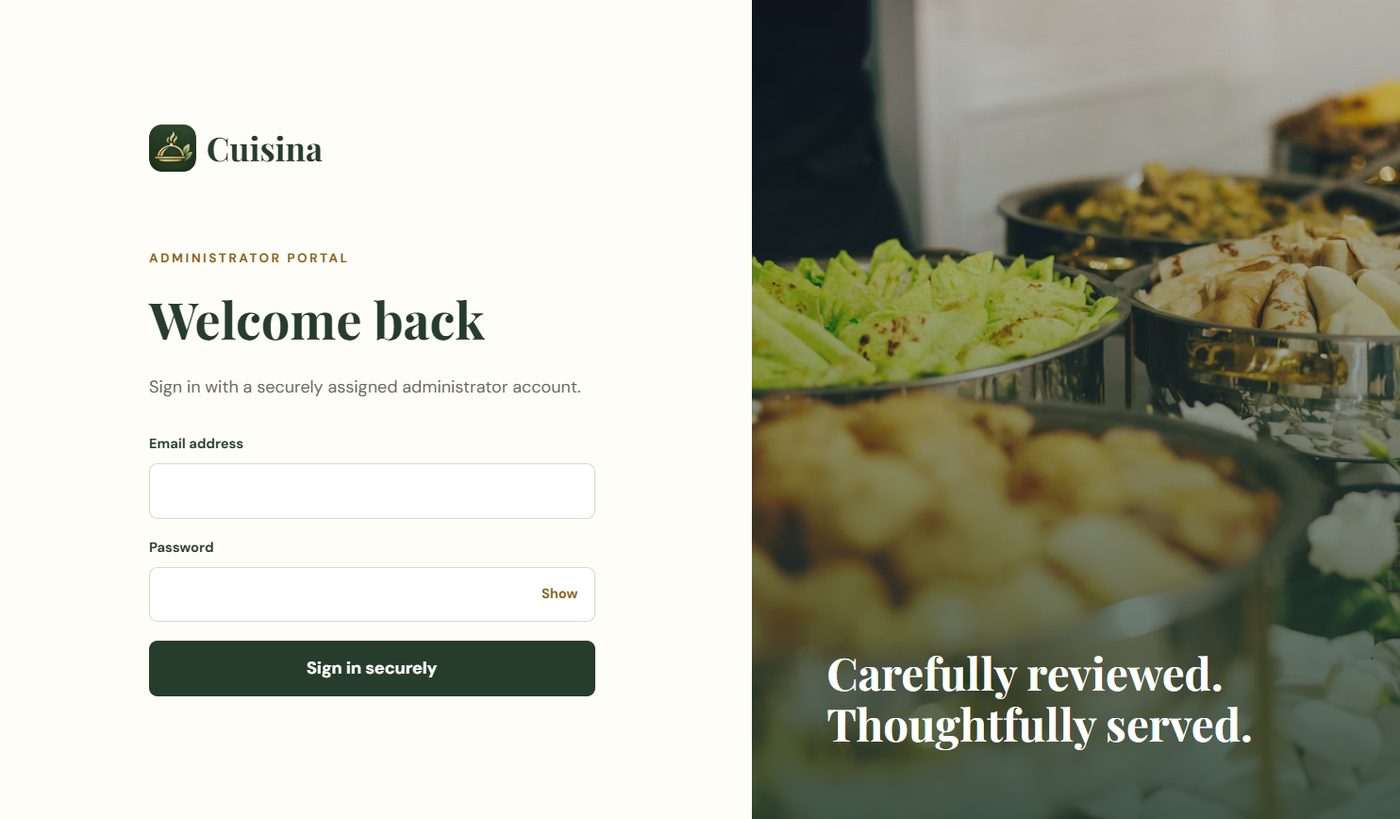 Cuisina
ADMINISTRATOR PORTAL
Welcome back
Sign in with a securely assigned administrator account.
Email address
Password
Show
Sign in securely
Carefully reviewed.
Thoughtfully served.